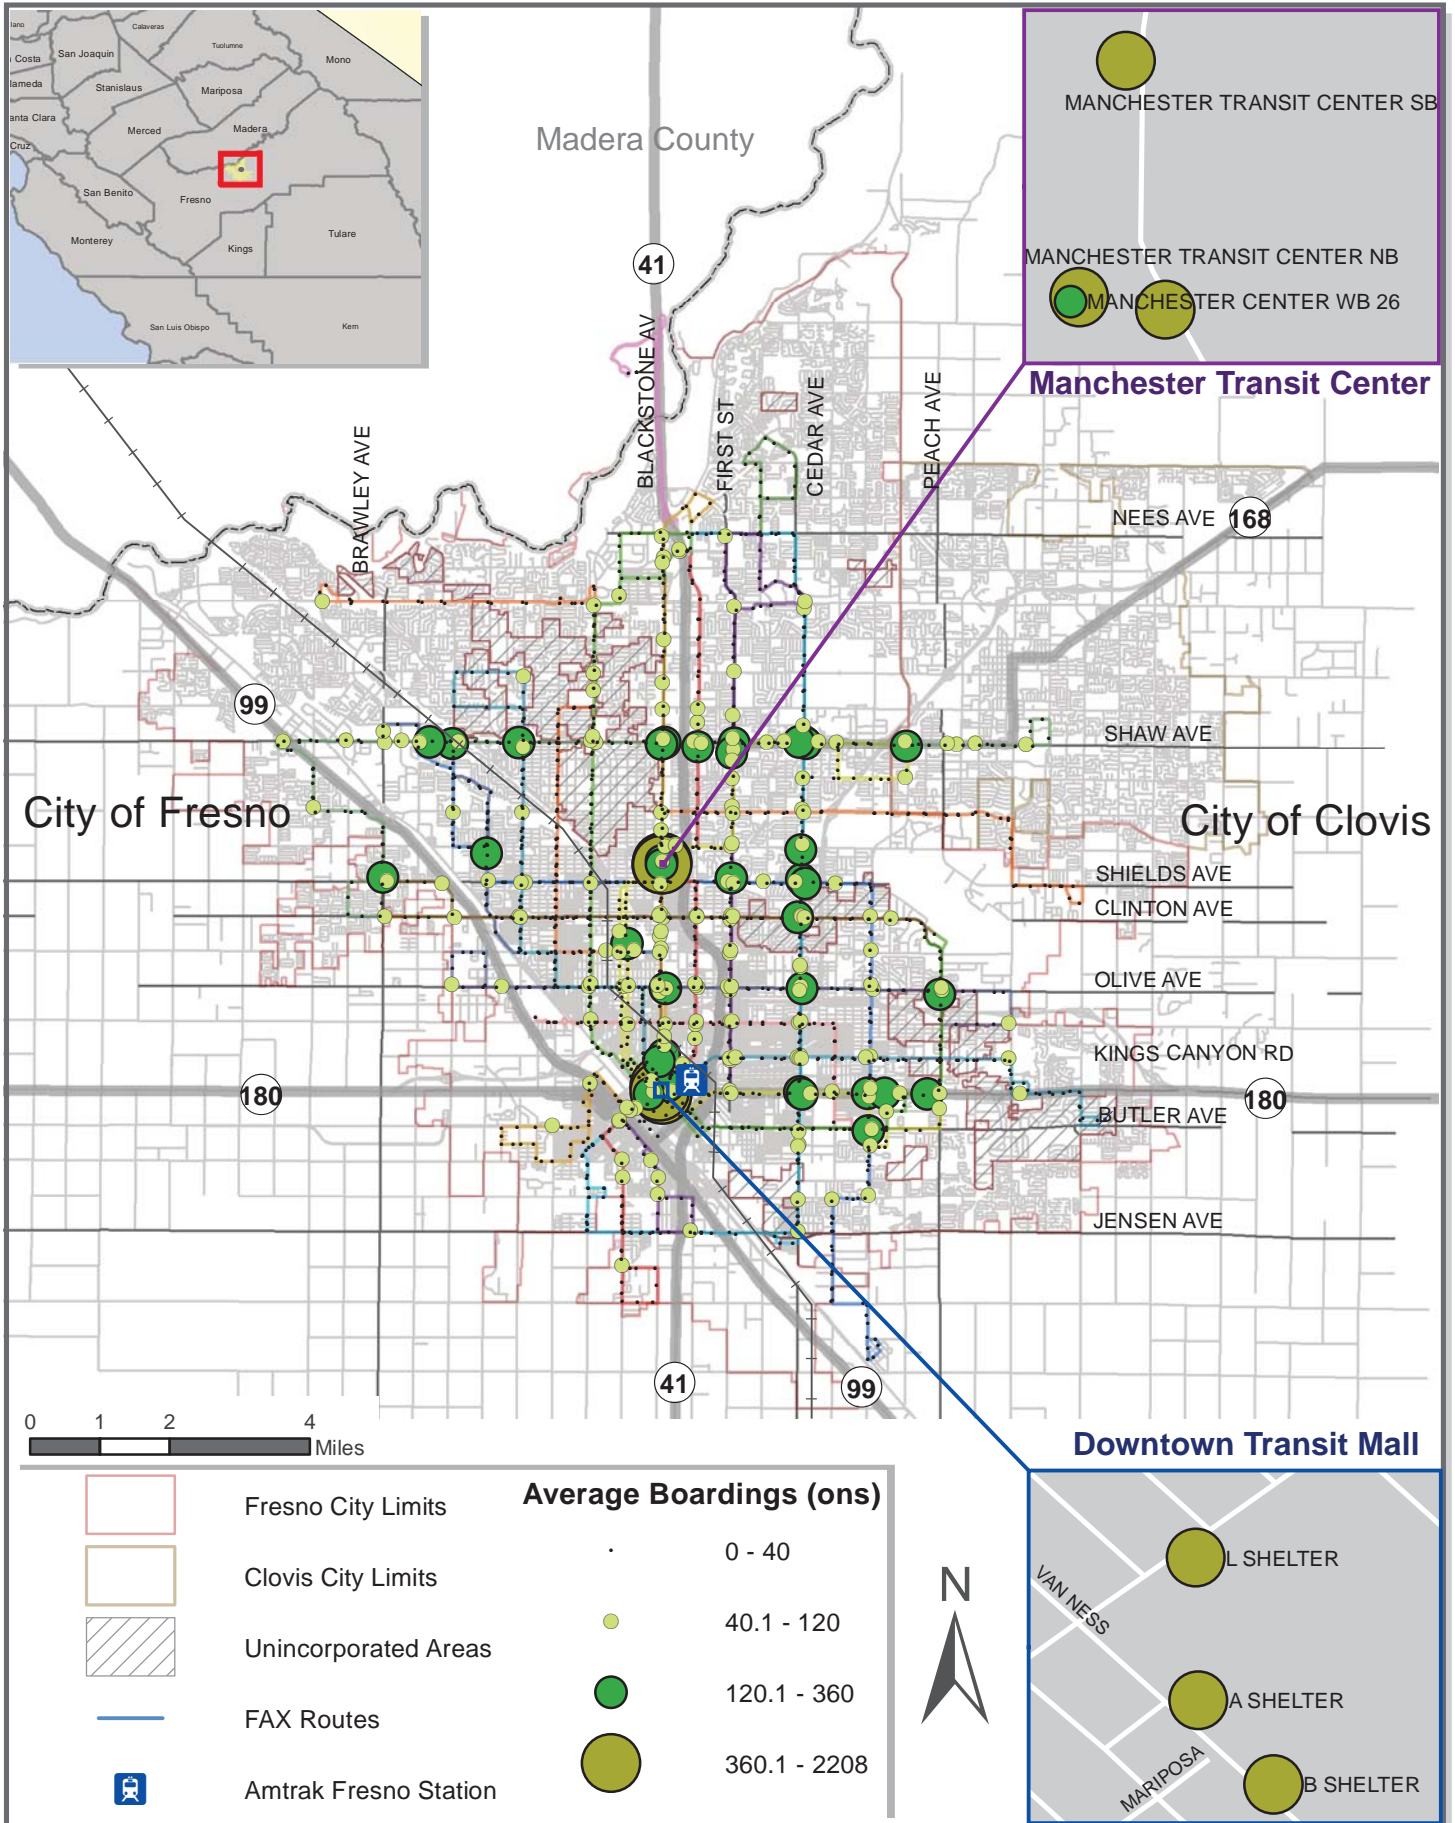 lano
Calaveras
Tuolumne
Mono
Costa
San Joaquin
lameda
Stanislaus
Mariposa
anta Clara
Merced
Madera
Cruz
San Benito
Fresno
Monterey
Kings
Tulare
San Luis Obispo
Kern
Madera County
MANCHESTER TRANSIT CENTER SB
MANCHESTER TRANSIT CENTER NB
MANCHESTER CENTER WB 26
Manchester Transit Center
41
BLACKSTONE AV
FIRST ST
CEDAR AVE
PEACH AVE
BRAWLEY AVE
NEES AVE
168
99
SHAW AVE
City of Fresno
City of Clovis
SHIELDS AVE
CLINTON AVE
OLIVE AVE
KINGS CANYON RD
180
180
BUTLER AVE
JENSEN AVE
41
99
0 1 2 4
Miles
Downtown Transit Mall
Average Boardings (ons)
Fresno City Limits
0 - 40
Clovis City Limits
40.1 - 120
Unincorporated Areas
120.1 - 360
FAX Routes
360.1 - 2208
Amtrak Fresno Station
N
L SHELTER
VAN NESS
A SHELTER
MARIPOSA
B SHELTER